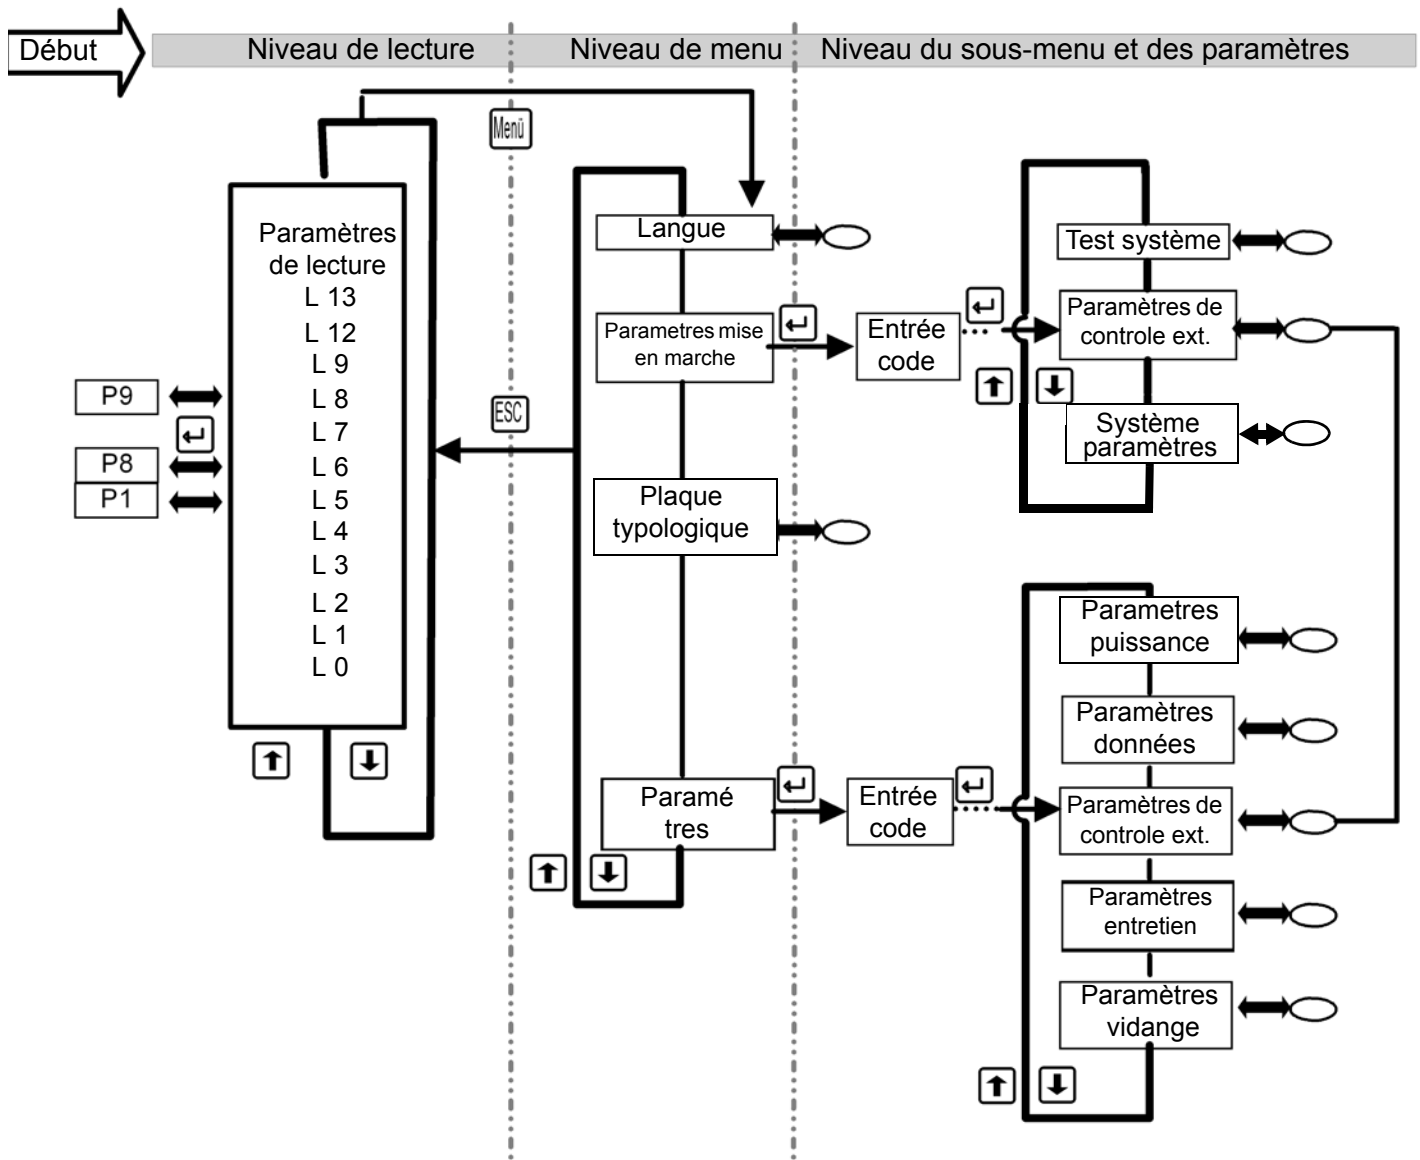 Début
Niveau de lecture
Niveau de menu
Niveau du sous-menu et des paramètres
Menü
Paramètres
de lecture
L 13
L 12
L 9
L 8
L 7
L 6
L 5
L 4
L 3
L 2
L 1
L 0
P9
P8
P1
ESC
Langue
Parametres mise
en marche
Plaque
typologique
Paramé
tres
Entrée
code
Test système
Paramètres de
controle ext.
Système
paramètres
Entrée
code
Parametres
puissance
Paramètres
données
Paramètres de
controle ext.
Paramètres
entretien
Paramètres
vidange